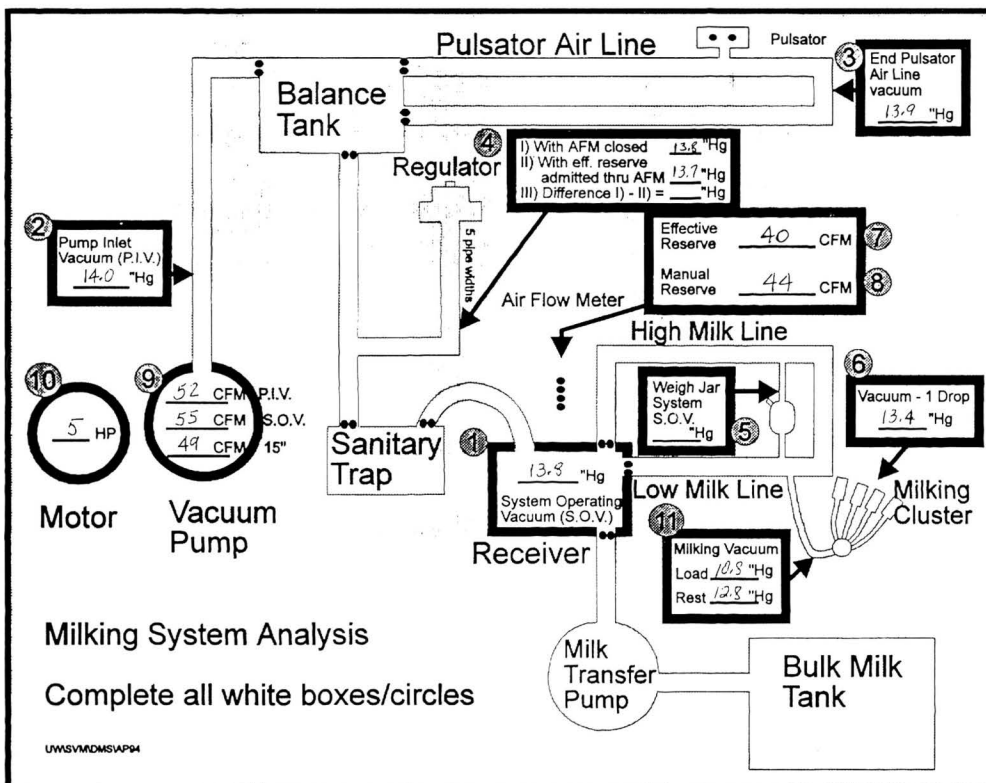 Pulsator Air Line
Pulsator
3
End Pulsator
Air Line
vacuum
13.9 "Hg
Balance
Tank
4
I) With AFM closed 13.8 "Hg
II) With eff. reserve
admitted thru AFM 13.7 "Hg
III) Difference I) - II) = "Hg
Regulator
5 pipe widths
2
Pump Inlet
Vacuum (P.I.V.)
14.0 "Hg
Effective
Reserve 40 CFM 7
Manual
Reserve 44 CFM 8
Air Flow Meter
High Milk Line
10
5 HP
Motor
9
52 CFM P.I.V.
55 CFM S.O.V.
49 CFM 15"
Vacuum
Pump
Sanitary
Trap
1
13.8 "Hg
System Operating
Vacuum (S.O.V.)
Receiver
Weigh Jar
System
S.O.V.
"Hg 5
6
Vacuum - 1 Drop
13.4 "Hg
Low Milk Line
Milking
Cluster
11
Milking Vacuum
Load 10.8 "Hg
Rest 12.8 "Hg
Milking System Analysis
Complete all white boxes/circles
Milk
Transfer
Pump
Bulk Milk
Tank
UW\SVM\DMS\AP94